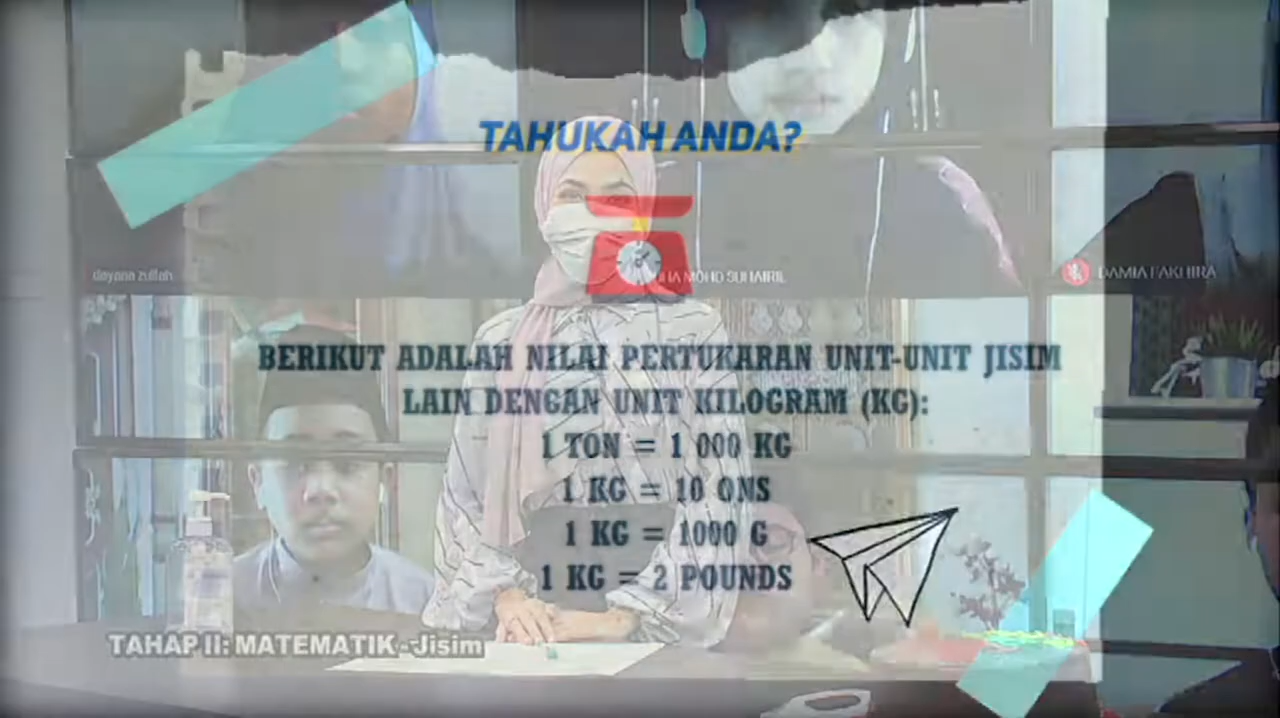 TAHUKAH ANDA?
dayana zulfah
MOHD SUHAIRIL
DAMIA FAKHIRA
BERIKUT ADALAH NILAI PERTUKARAN UNIT-UNIT JISIM
LAIN DENGAN UNIT KILOGRAM (KG):
1 TON = 1 000 KG
1 KG = 10 ONS
1 KG = 1000 G
1 KG = 2 POUNDS
TAHAP II: MATEMATIK - Jisim